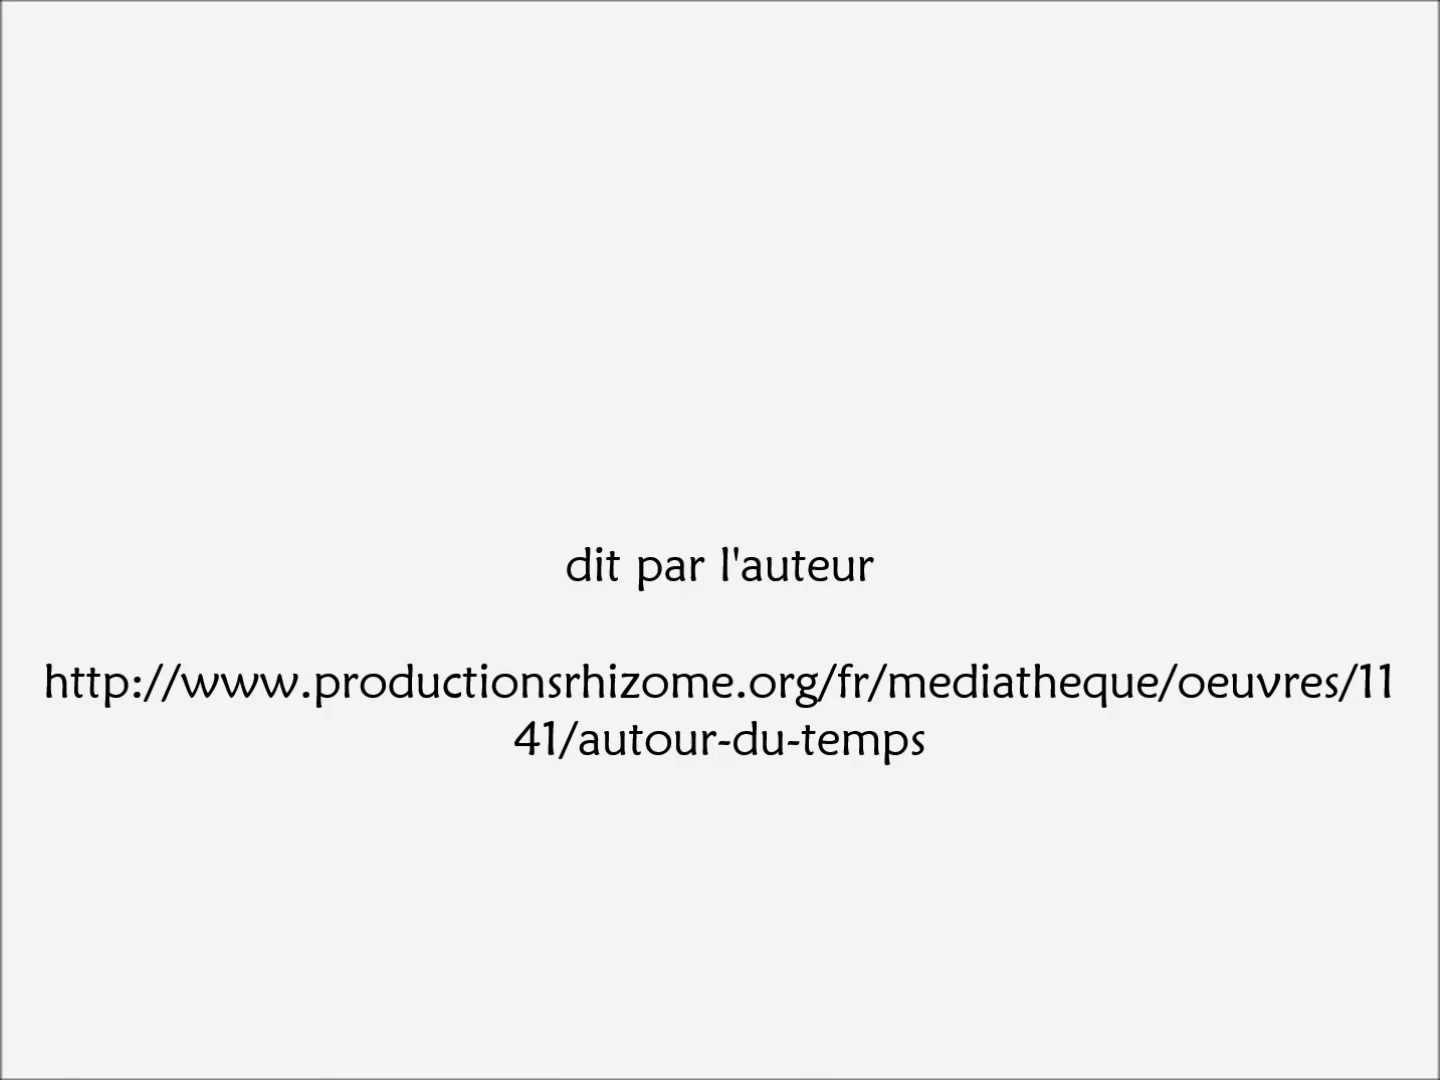 dit par l'auteur
http://www.productionsrhizome.org/fr/mediatheque/oeuvres/11
41/autour-du-temps